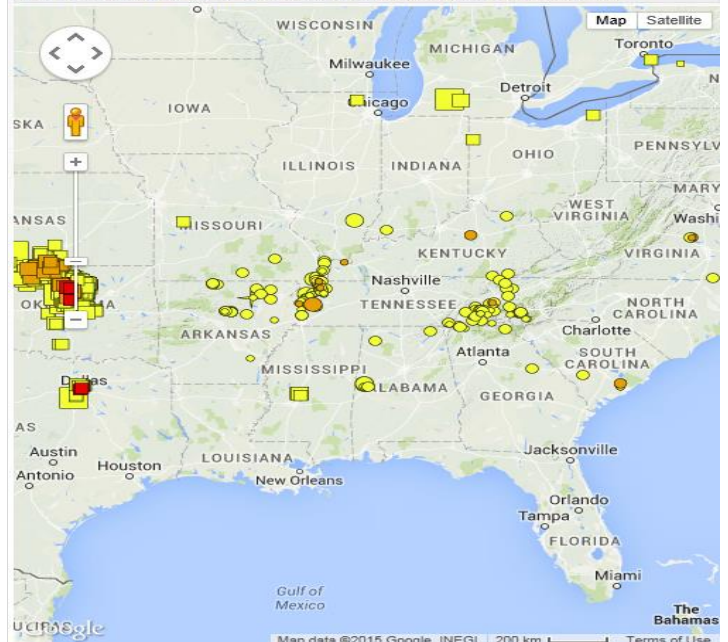 WISCONSIN
Map Satellite
MICHIGAN
Toronto
Milwaukee
Detroit
IOWA
Chicago
SKA
PENNSYLV
OHIO
ILLINOIS
INDIANA
MARY
WEST
VIRGINIA
ANSAS
MISSOURI
Washi
KENTUCKY
VIRGINIA
Nashville
OKLAHOMA
TENNESSEE
NORTH
CAROLINA
Charlotte
ARKANSAS
Atlanta
SOUTH
CAROLINA
MISSISSIPPI
Dallas
ALABAMA
GEORGIA
AS
Austin
LOUISIANA
Jacksonville
Antonio
Houston
New Orleans
Orlando
Tampa
FLORIDA
Gulf of
Mexico
Miami
The
Bahamas
Google
Map data ©2015 Google, INEGI 200 km Terms of Use